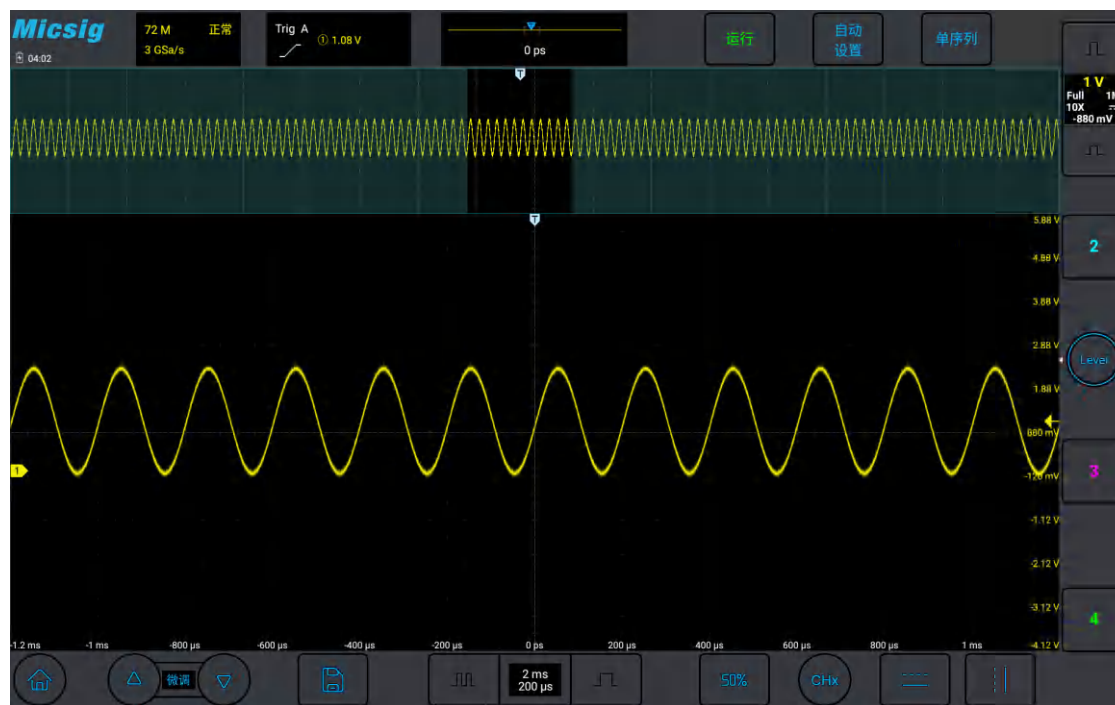 Micsig
04:02
72 M 正常
3 GSa/s
Trig A
① 1.08 V
0 ps
运行
自动
设置
单序列
T
1 V
Full 1M
10X
-880 mV
T
5.88 V
4.88 V
3.88 V
2.88 V
1.88 V
880 mV
-120 mV
-1.12 V
-2.12 V
-3.12 V
-4.12 V
2
Level
3
4
1
-1.2 ms
-1 ms
-800 µs
-600 µs
-400 µs
-200 µs
0 ps
200 µs
400 µs
600 µs
800 µs
1 ms
微调
2 ms
200 µs
50%
CHx